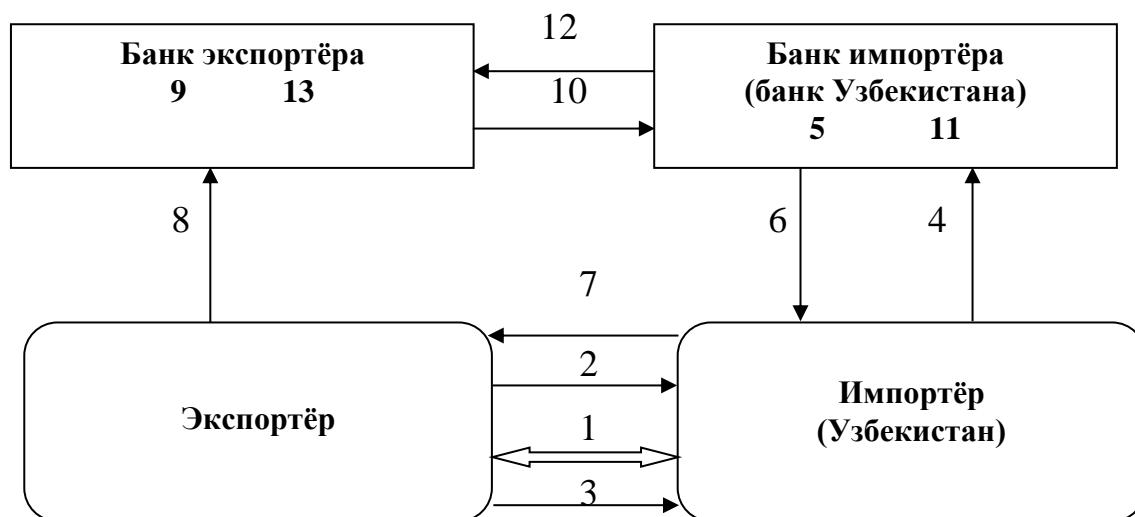 12
Банк экспортёра
9 13
10
Банк импортёра
(банк Узбекистана)
5 11
8
6
4
7
2
Экспортёр
1
Импортёр
(Узбекистан)
3